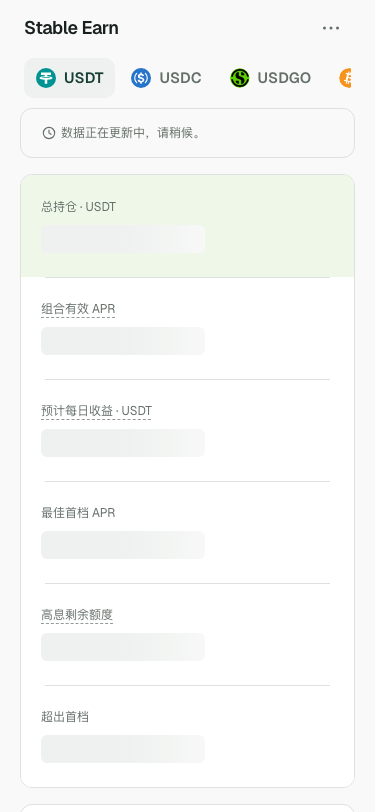 Stable Earn
USDT
USDC
USDGO
数据正在更新中，请稍候。
总持仓 · USDT
组合有效 APR
预计每日收益 · USDT
最佳首档 APR
高息剩余额度
超出首档